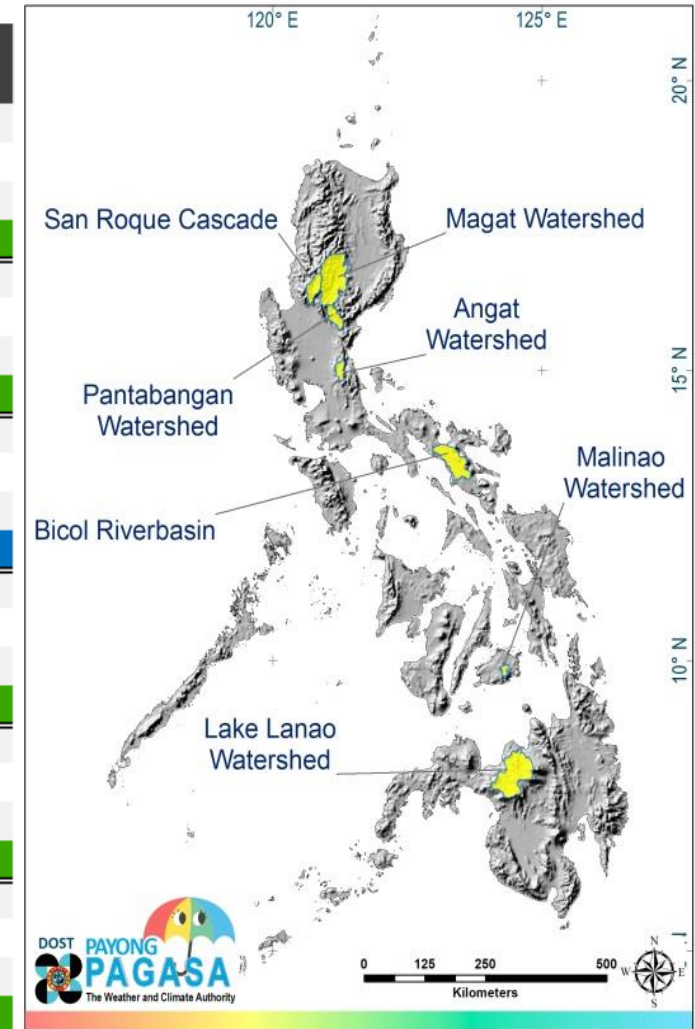 120° E
125° E
20° N
San Roque Cascade
Magat Watershed
Angat
Watershed
15° N
Pantabangan
Watershed
Malinao
Watershed
Bicol Riverbasin
10° N
Lake Lanao
Watershed
DOST
PAYONG
PAGASA
The Weather and Climate Authority
0 125 250 500
Kilometers
N
W
E
S